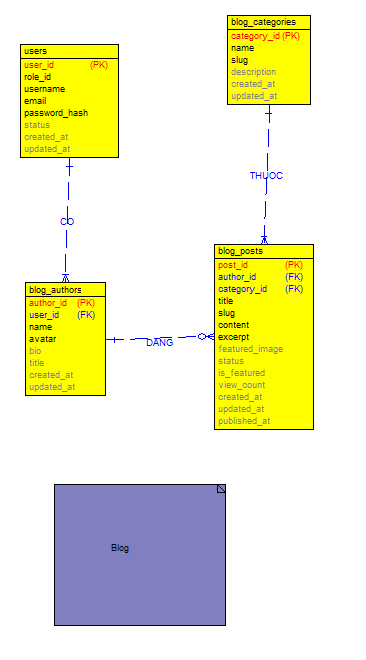 blog_categories
category_id (PK)
name
slug
description
created_at
updated_at
users
user_id (PK)
role_id
username
email
password_hash
status
created_at
updated_at
THUOC
CO
blog_posts
post_id (PK)
author_id (FK)
category_id (FK)
title
slug
content
excerpt
featured_image
status
is_featured
view_count
created_at
updated_at
published_at
blog_authors
author_id (PK)
user_id (FK)
name
avatar
bio
title
created_at
updated_at
DANG
Blog